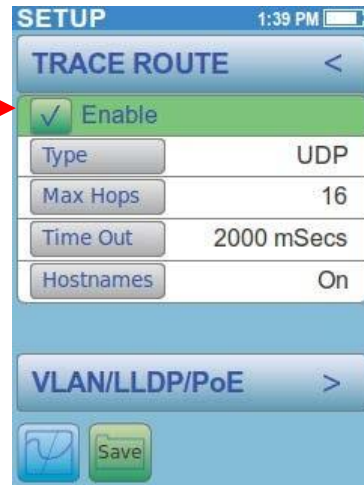 SETUP 1:39 PM
TRACE ROUTE <
Enable
Type UDP
Max Hops 16
Time Out 2000 mSecs
Hostnames On
VLAN/LLDP/PoE >
Save